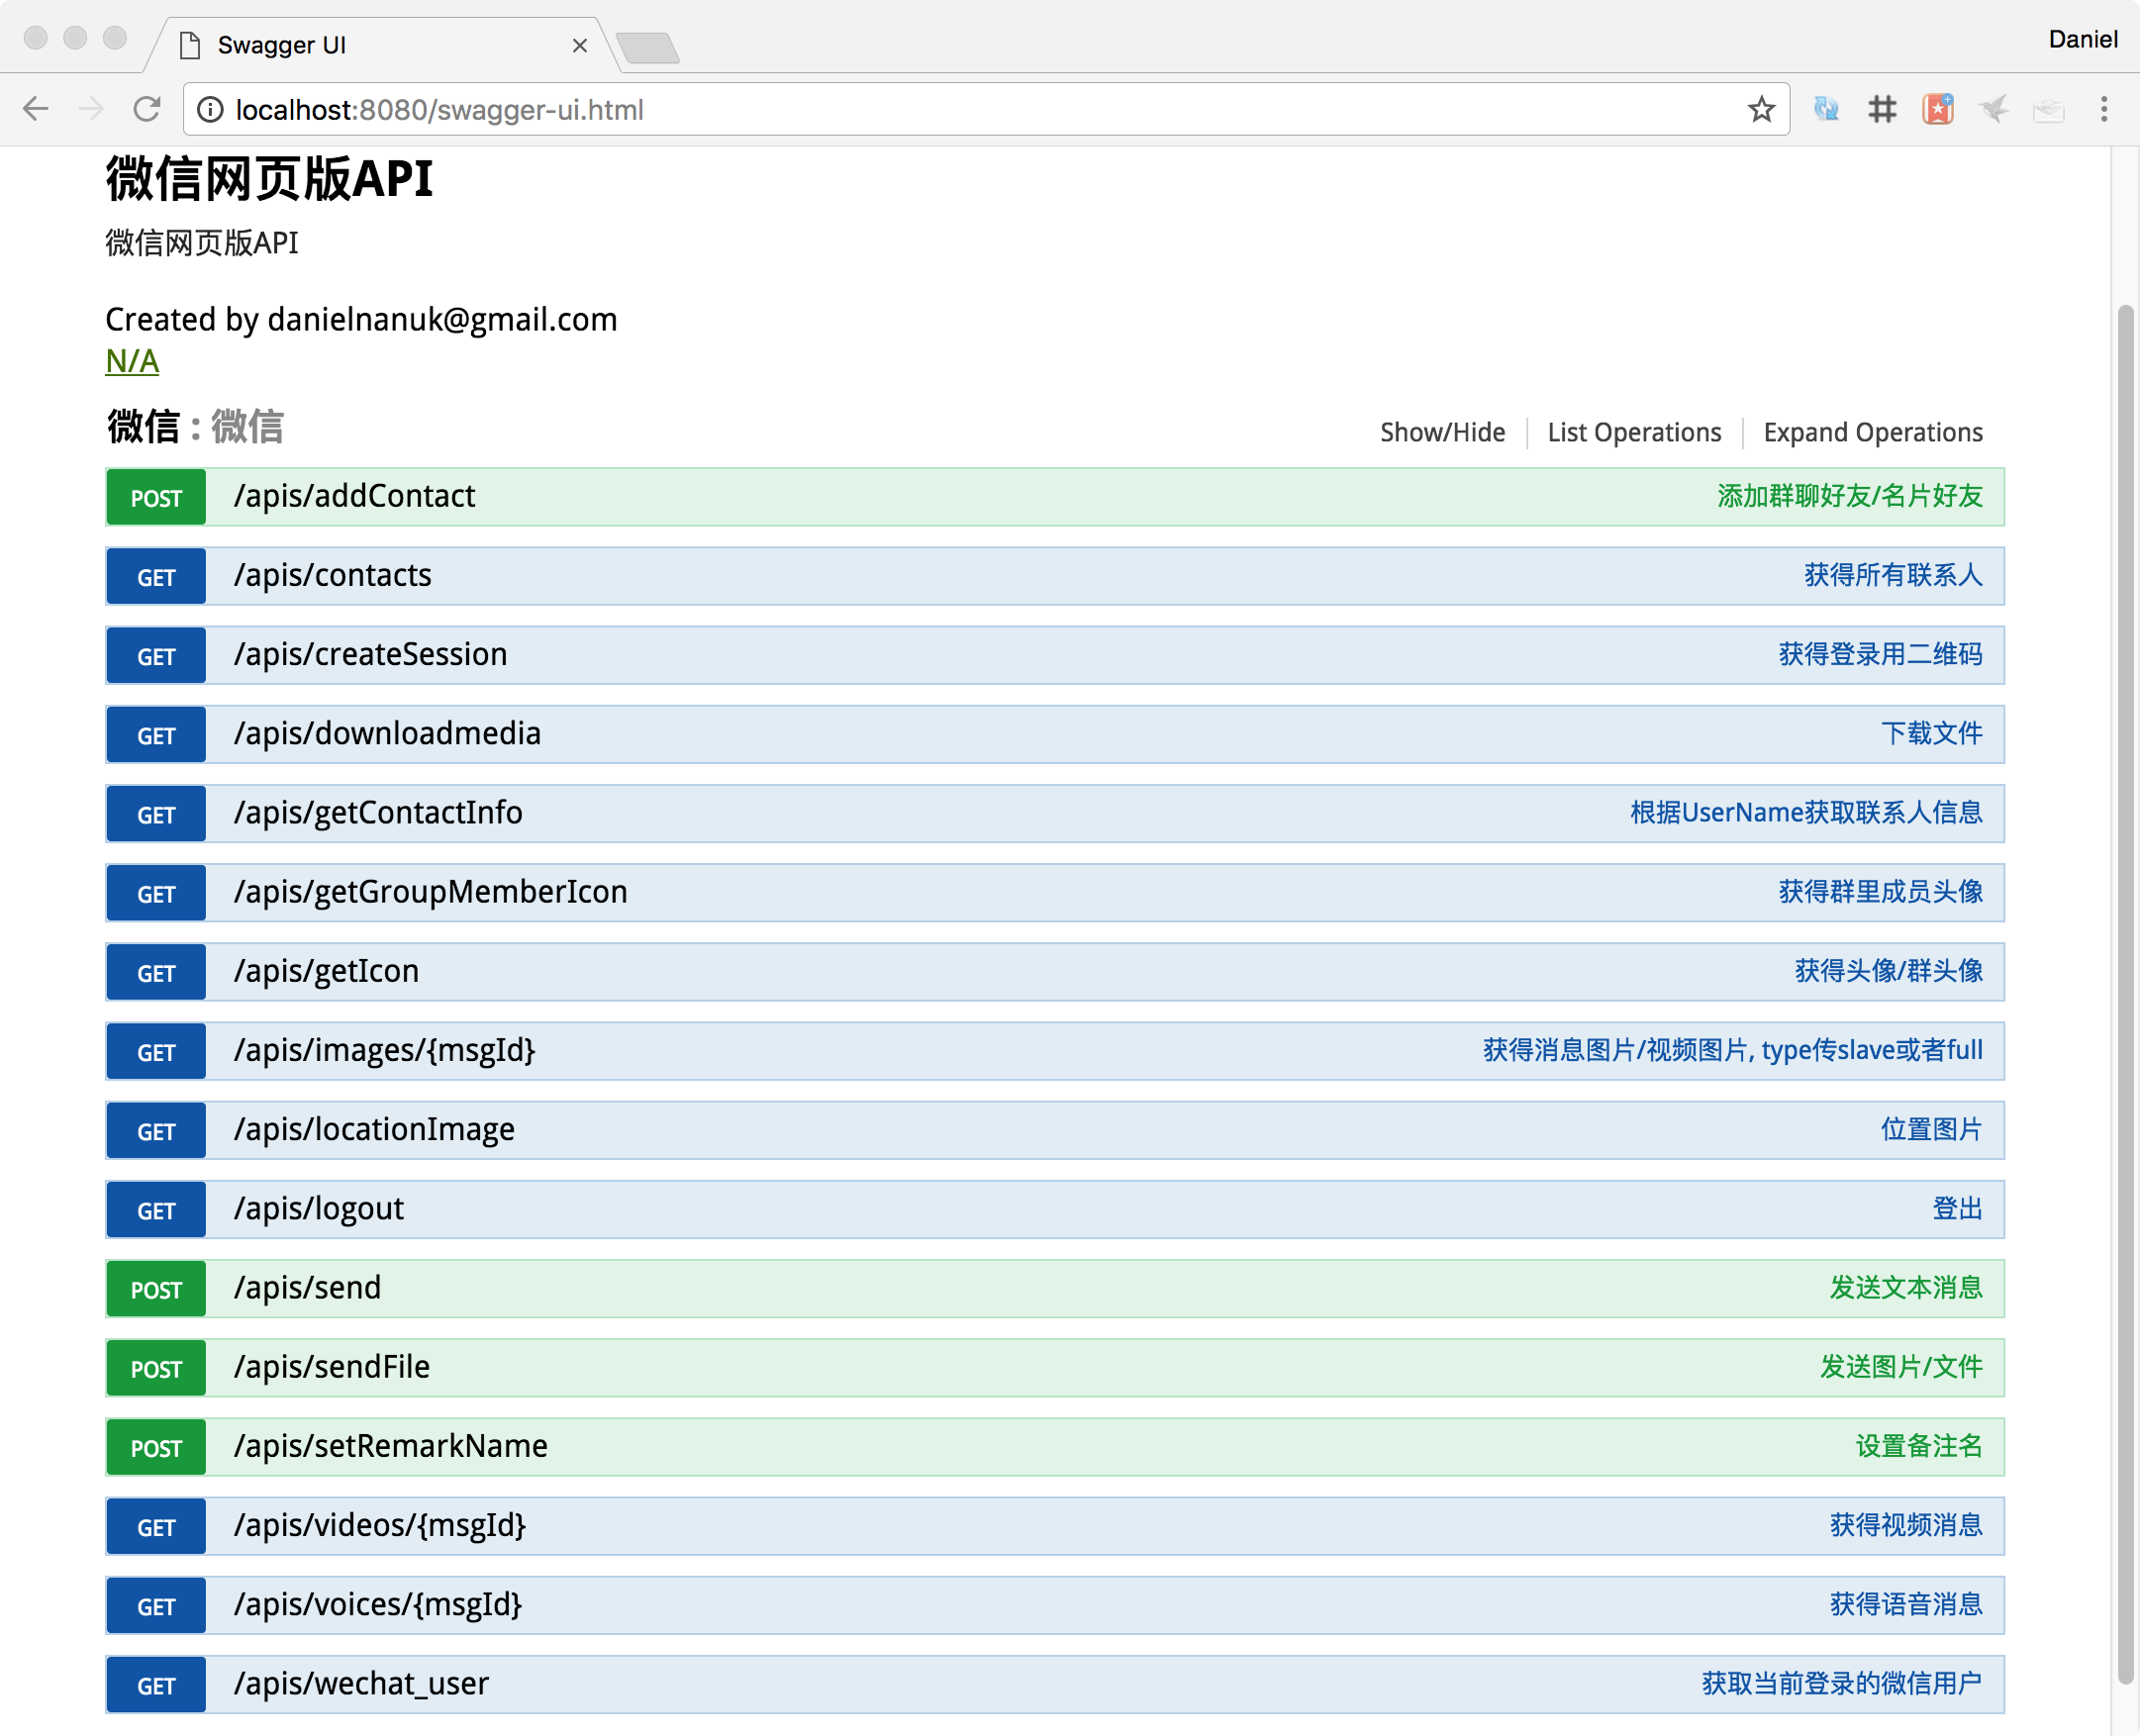 Swagger UI
Daniel
localhost:8080/swagger-ui.html
微信网页版API
微信网页版API
Created by danielnanuk@gmail.com
N/A
微信 : 微信
Show/Hide
List Operations
Expand Operations
POST /apis/addContact 添加群聊好友/名片好友
GET /apis/contacts 获得所有联系人
GET /apis/createSession 获得登录用二维码
GET /apis/downloadmedia 下载文件
GET /apis/getContactInfo 根据UserName获取联系人信息
GET /apis/getGroupMemberIcon 获得群里成员头像
GET /apis/getIcon 获得头像/群头像
GET /apis/images/{msgId} 获得消息图片/视频图片, type传slave或者full
GET /apis/locationImage 位置图片
GET /apis/logout 登出
POST /apis/send 发送文本消息
POST /apis/sendFile 发送图片/文件
POST /apis/setRemarkName 设置备注名
GET /apis/videos/{msgId} 获得视频消息
GET /apis/voices/{msgId} 获得语音消息
GET /apis/wechat_user 获取当前登录的微信用户